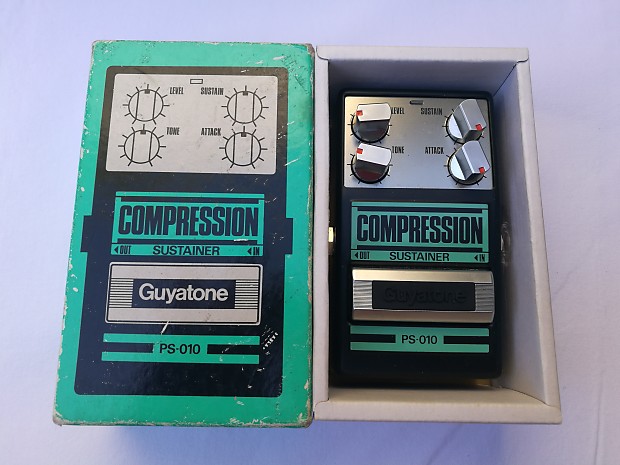 LEVEL SUSTAIN
TONE ATTACK
COMPRESSION
OUT SUSTAINER IN
Guyatone
PS-010
LEVEL SUSTAIN
TONE ATTACK
COMPRESSION
OUT SUSTAINER IN
Guyatone
PS-010